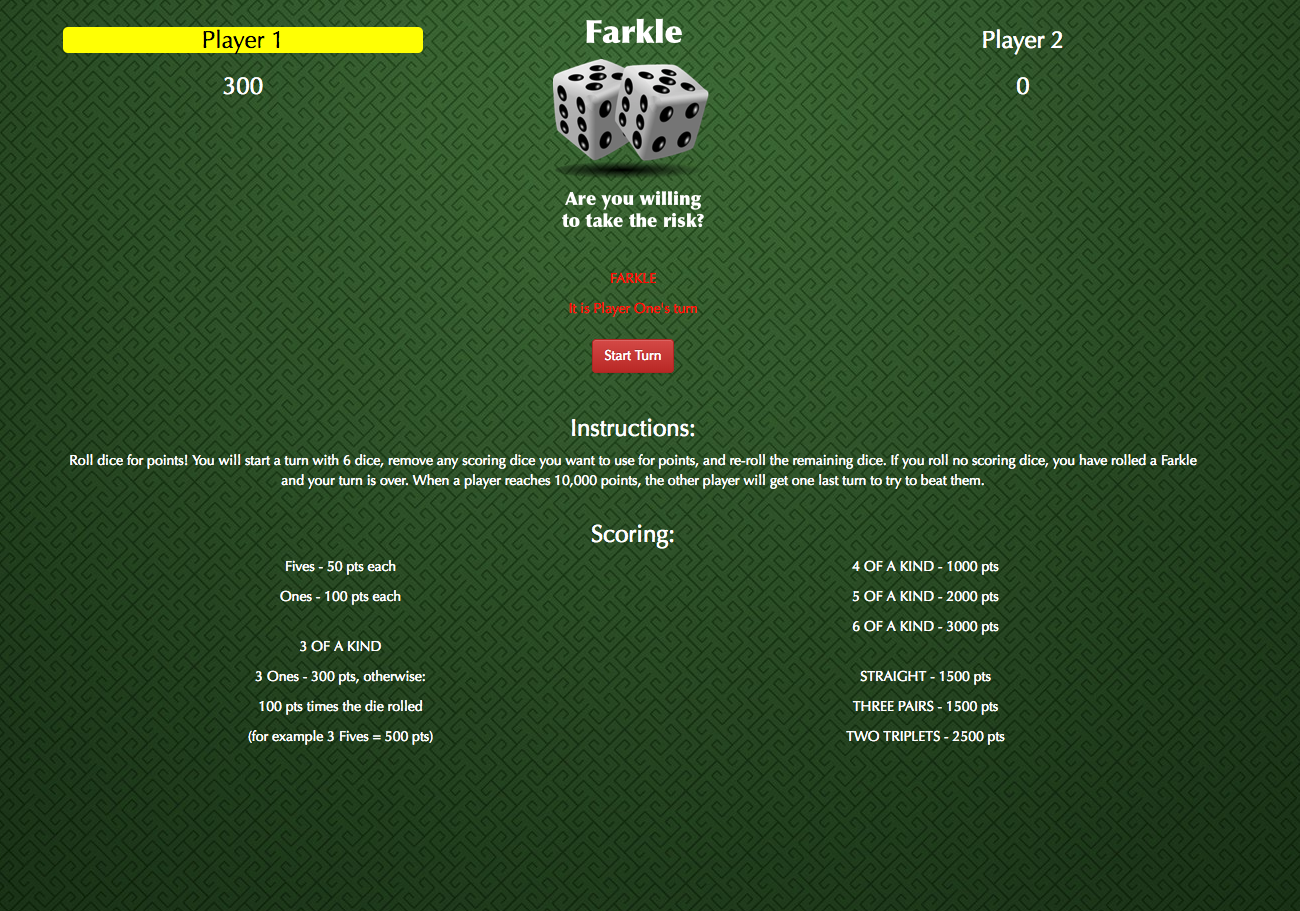 Player 1
Farkle
Player 2
300
0
Are you willing
to take the risk?
FARKLE
It is Player One's turn
Start Turn
Instructions:
Roll dice for points! You will start a turn with 6 dice, remove any scoring dice you want to use for points, and re-roll the remaining dice. If you roll no scoring dice, you have rolled a Farkle
and your turn is over. When a player reaches 10,000 points, the other player will get one last turn to try to beat them.
Scoring:
Fives - 50 pts each
Ones - 100 pts each
3 OF A KIND
3 Ones - 300 pts, otherwise:
100 pts times the die rolled
(for example 3 Fives = 500 pts)
4 OF A KIND - 1000 pts
5 OF A KIND - 2000 pts
6 OF A KIND - 3000 pts
STRAIGHT - 1500 pts
THREE PAIRS - 1500 pts
TWO TRIPLETS - 2500 pts